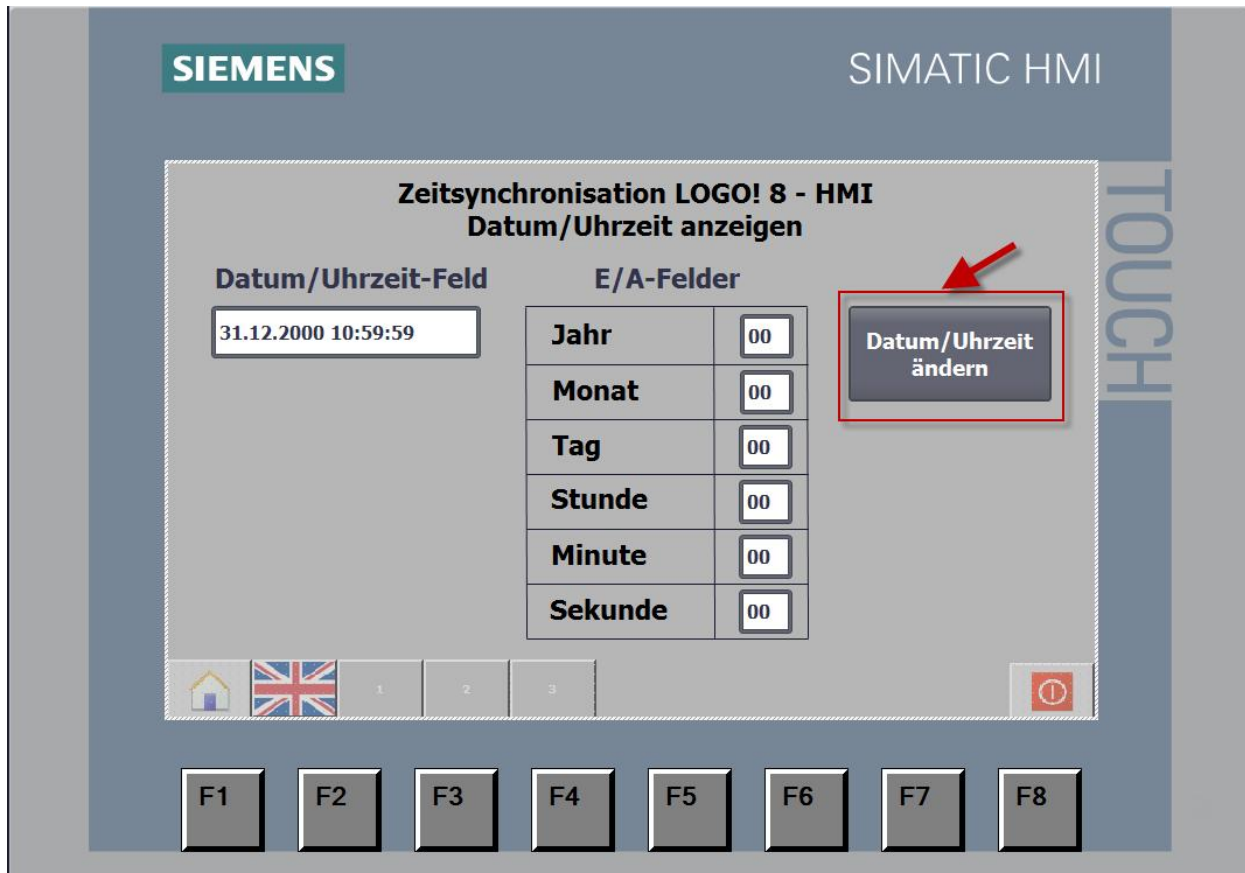 SIEMENS
SIMATIC HMI
TOUCH
Zeitsynchronisation LOGO! 8 - HMI
Datum/Uhrzeit anzeigen
Datum/Uhrzeit-Feld
E/A-Felder
31.12.2000 10:59:59
Jahr 00
Monat 00
Tag 00
Stunde 00
Minute 00
Sekunde 00
Datum/Uhrzeit
ändern
1 2 3
F1 F2 F3 F4 F5 F6 F7 F8